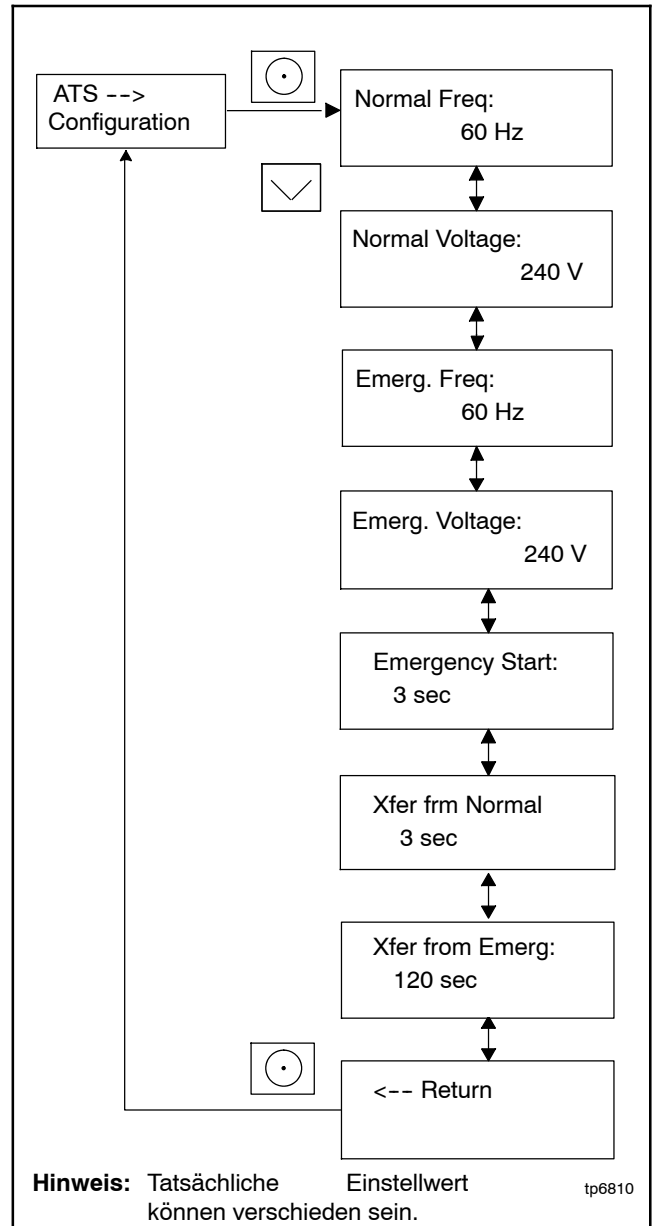 ATS -->
Configuration
Normal Freq:
60 Hz
Normal Voltage:
240 V
Emerg. Freq:
60 Hz
Emerg. Voltage:
240 V
Emergency Start:
3 sec
Xfer frm Normal
3 sec
Xfer from Emerg:
120 sec
<-- Return
Hinweis: Tatsächliche Einstellwert
können verschieden sein.
tp6810